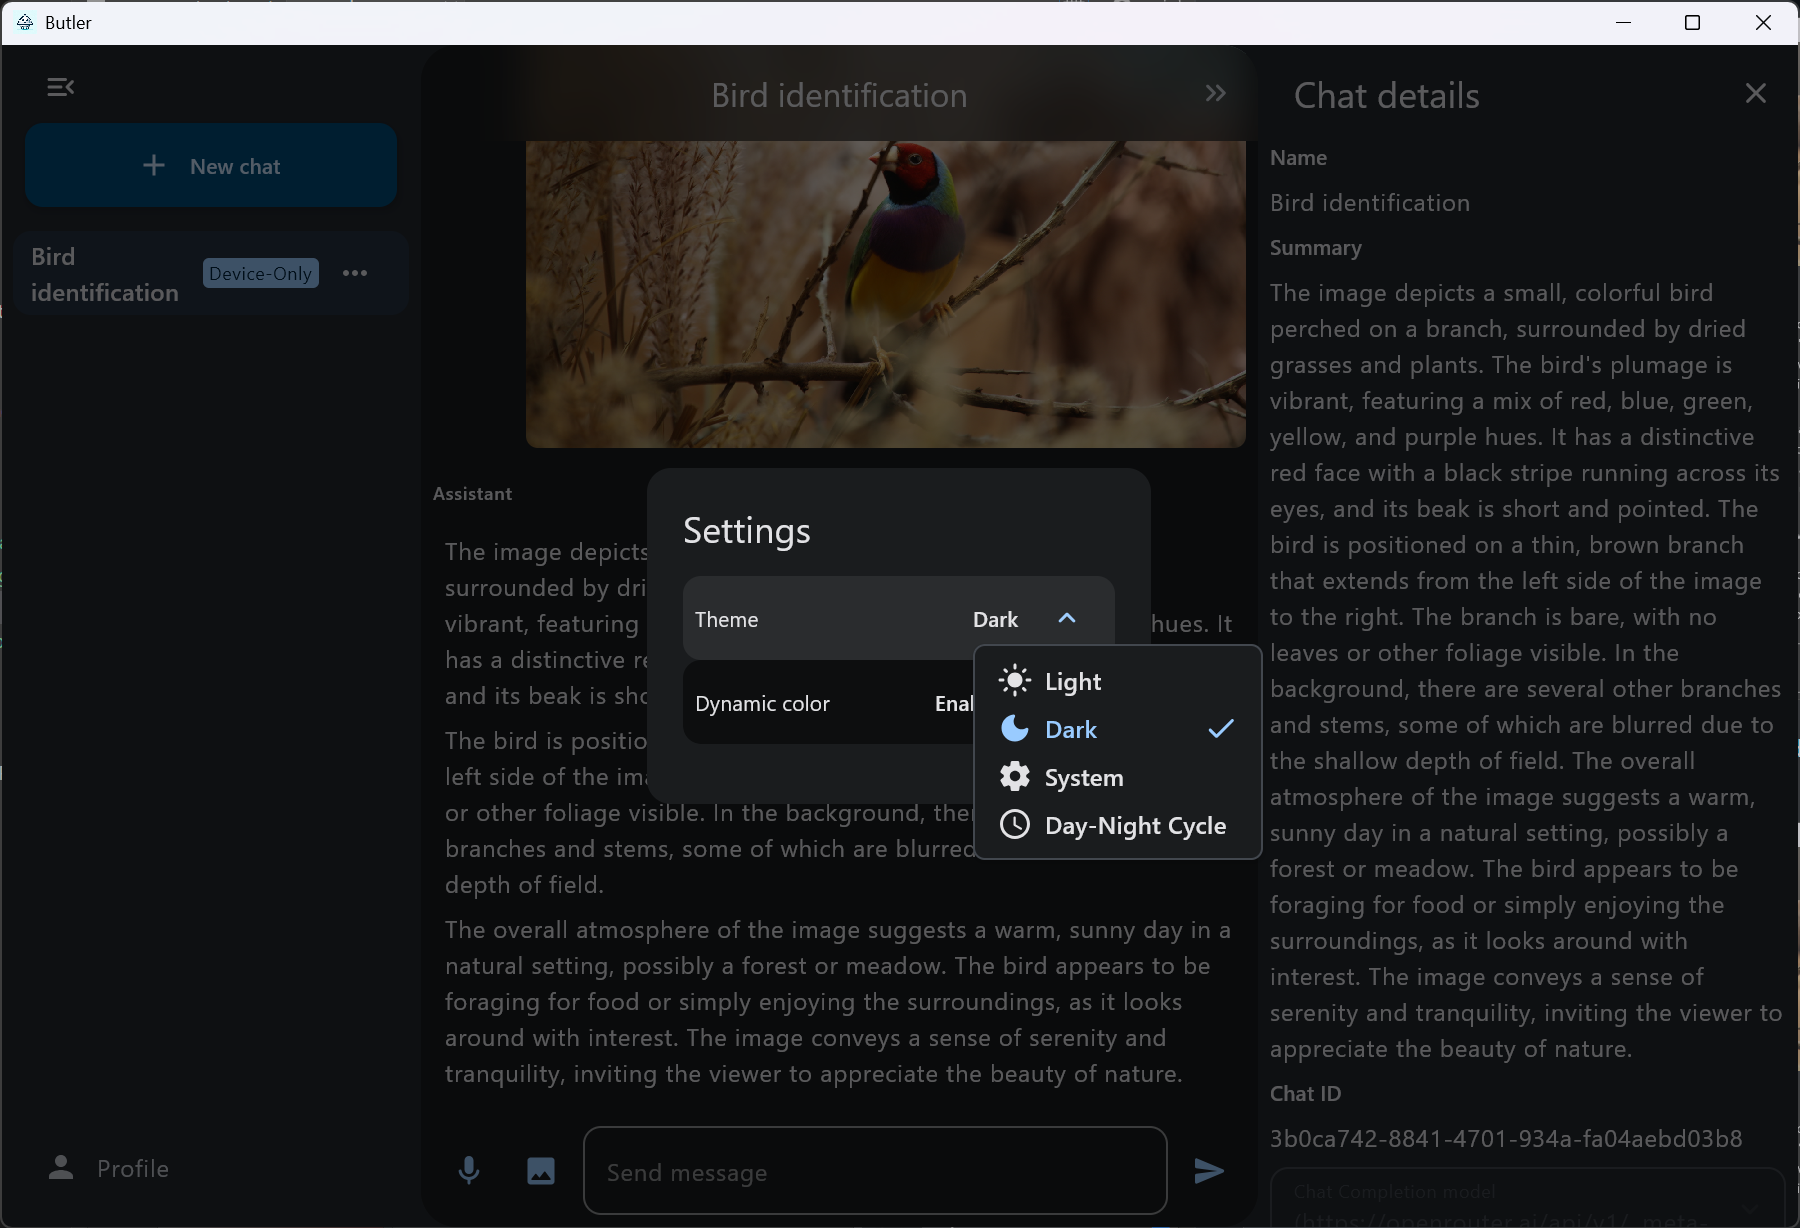 Butler
Bird identification
Chat details
New chat
Bird
identification
Device-Only
Name
Bird identification
Summary
The image depicts a small, colorful bird
perched on a branch, surrounded by dried
grasses and plants. The bird's plumage is
vibrant, featuring a mix of red, blue, green,
yellow, and purple hues. It has a distinctive
red face with a black stripe running across its
eyes, and its beak is short and pointed. The
bird is positioned on a thin, brown branch
that extends from the left side of the image
to the right. The branch is bare, with no
leaves or other foliage visible. In the
background, there are several other branches
and stems, some of which are blurred due to
the shallow depth of field. The overall
atmosphere of the image suggests a warm,
sunny day in a natural setting, possibly a
forest or meadow. The bird appears to be
foraging for food or simply enjoying the
surroundings, as it looks around with
interest. The image conveys a sense of
serenity and tranquility, inviting the viewer to
appreciate the beauty of nature.
Chat ID
3b0ca742-8841-4701-934a-fa04aebd03b8
Chat Completion model
(https://openrouter.ai/api/v1/, meta-
Assistant
The image depicts
surrounded by dri
vibrant, featuring hues. It
has a distinctive re
and its beak is sho
The bird is positio
left side of the ima
or other foliage visible. In the background, ther
branches and stems, some of which are blurred
depth of field.
The overall atmosphere of the image suggests a warm, sunny day in a
natural setting, possibly a forest or meadow. The bird appears to be
foraging for food or simply enjoying the surroundings, as it looks
around with interest. The image conveys a sense of serenity and
tranquility, inviting the viewer to appreciate the beauty of nature.
Settings
Theme Dark
Dynamic color Enal
Light
Dark
System
Day-Night Cycle
Profile
Send message